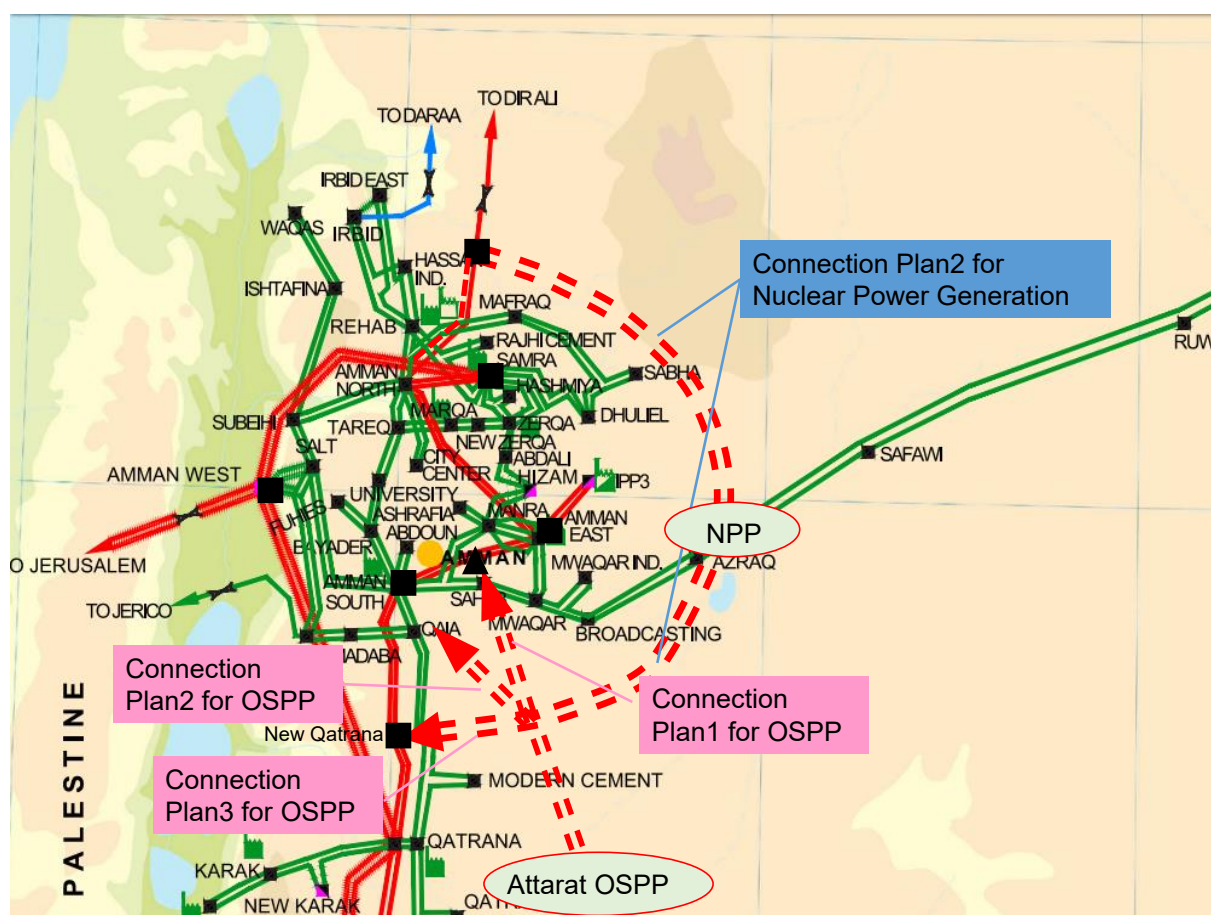 TO DIR ALI
TO DARAA
IRBID EAST
WAQAS
IRBID
HASSAN
IND.
ISHTAFINA
MAFRAQ
REHAB
RAJHI CEMENT
SAMRA
AMMAN
NORTH
HASHMIYA
SABHA
MARQA
SUBEIHI
TAREQ
ZERQA
DHULIEL
NEW ZERQA
SALT
CITY
CENTER
ABDALI
AMMAN WEST
HIZAM
IPP3
UNIVERSITY
FUHIES
ASHRAFIA
MANRA
ABDOUN
AMMAN
EAST
BAYADER
AMMAN
MWAQAR IND.
AZRAQ
SAFAWI
RUW
O JERUSALEM
AMMAN
SOUTH
TO JERICO
MWAQAR
BROADCASTING
QAIA
MADABA
Connection Plan2 for
Nuclear Power Generation
NPP
Connection
Plan2 for OSPP
Connection
Plan1 for OSPP
New Qatrana
Connection
Plan3 for OSPP
MODERN CEMENT
PALESTINE
QATRANA
KARAK
NEW KARAK
Attarat OSPP